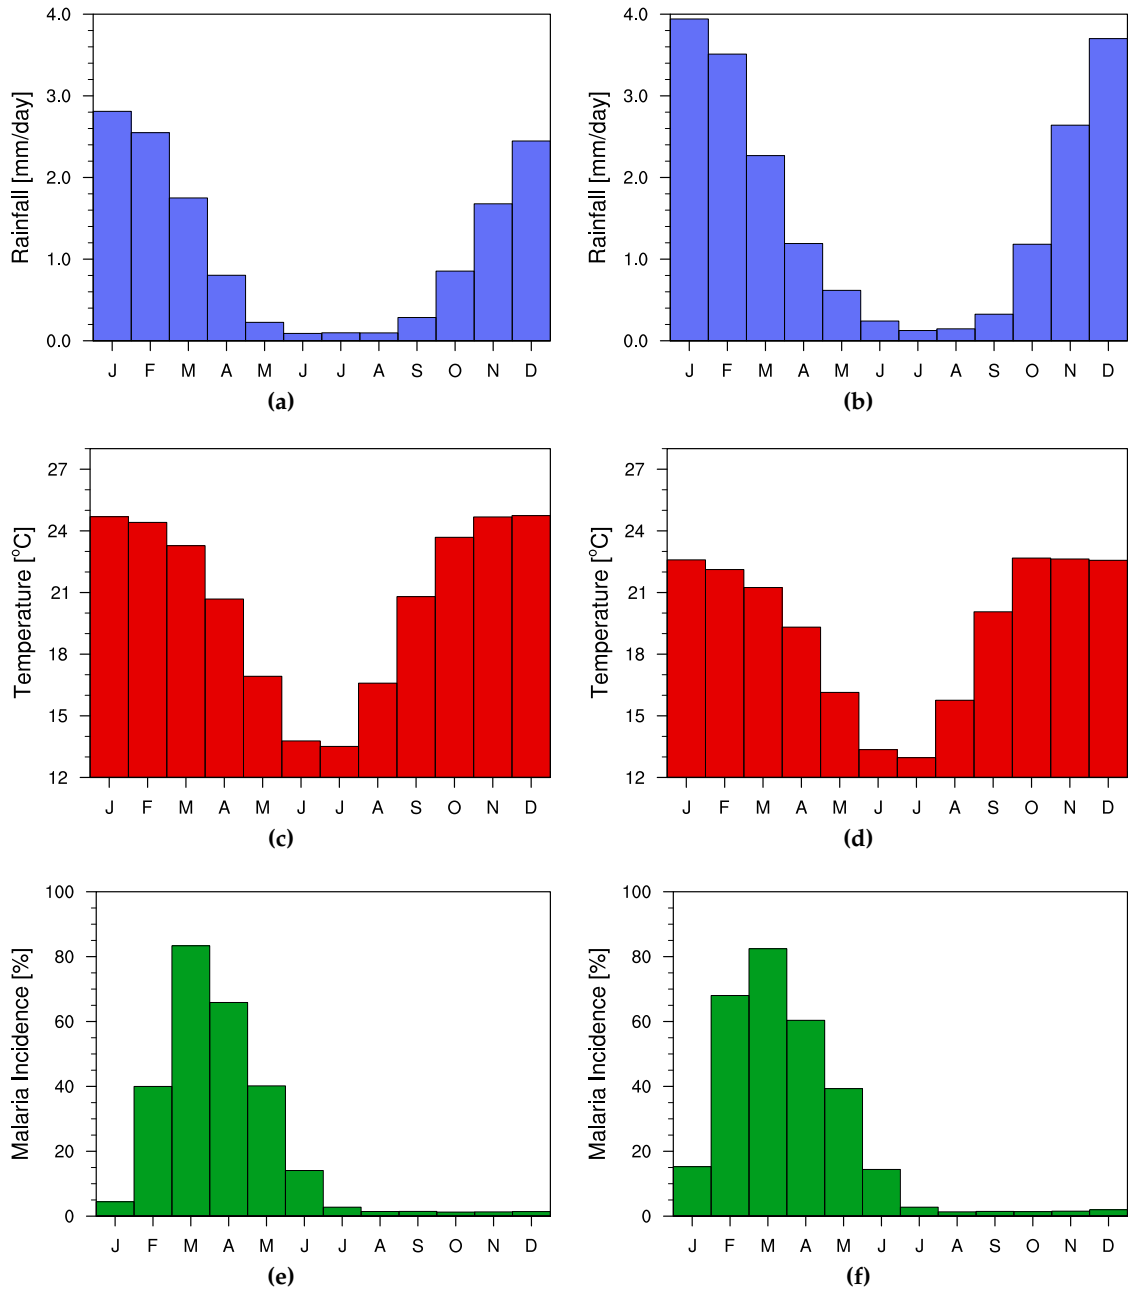 4.0
3.0
2.0
1.0
0.0
Rainfall [mm/day]
J F M A M J J A S O N D
(a)
4.0
3.0
2.0
1.0
0.0
Rainfall [mm/day]
J F M A M J J A S O N D
(b)
27
24
21
18
15
12
Temperature [°C]
J F M A M J J A S O N D
(c)
27
24
21
18
15
12
Temperature [°C]
J F M A M J J A S O N D
(d)
100
80
60
40
20
0
Malaria Incidence [%]
J F M A M J J A S O N D
(e)
100
80
60
40
20
0
Malaria Incidence [%]
J F M A M J J A S O N D
(f)